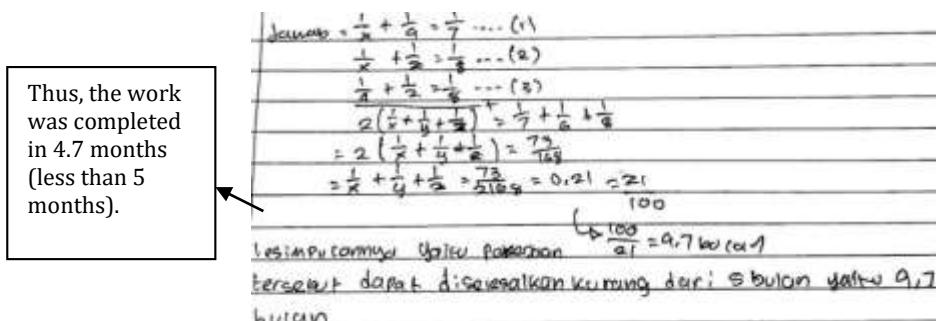 Thus, the work
was completed
in 4.7 months
(less than 5
months).
Jawab = 1/x + 1/y = 1/7 .... (1)
1/x + 1/z = 1/8 ... (2)
1/y + 1/z = 1/8 --- (3)
2(1/x + 1/y + 1/z) = 1/7 + 1/6 + 1/8
= 2(1/x + 1/y + 1/z) = 73/168
= 1/x + 1/y + 1/z = 73/ = 0,21 = 21/100
100/21 = 4,7 bulan
kesimpulannya yaitu
tersebut dapat diselesaikan kurang dari 5 bulan yaitu 4,7
bulan